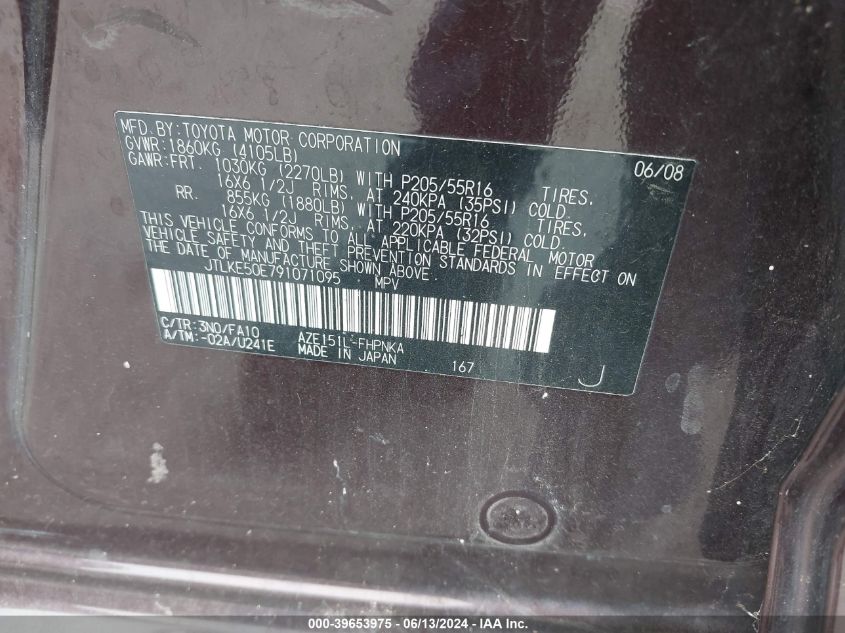 MFD. BY: TOYOTA MOTOR CORPORATION 06/08
GVWR: 1860KG (4105LB)
GAWR: FRT. 1030KG (2270LB) WITH P205/55R16 TIRES,
16X6 1/2J RIMS, AT 240KPA (35PSI) COLD.
RR. 855KG (1880LB) WITH P205/55R16 TIRES,
16X6 1/2J RIMS, AT 220KPA (32PSI) COLD.
THIS VEHICLE CONFORMS TO ALL APPLICABLE FEDERAL MOTOR
VEHICLE SAFETY AND THEFT PREVENTION STANDARDS IN EFFECT ON
THE DATE OF MANUFACTURE SHOWN ABOVE.
JTLKE50E791071095 MPV
C/TR: 3N0/FA10 AZE151L-FHPNKA
A/TM: -02A/U241E MADE IN JAPAN 167 J
000-39653975 - 06/13/2024 - IAA Inc.